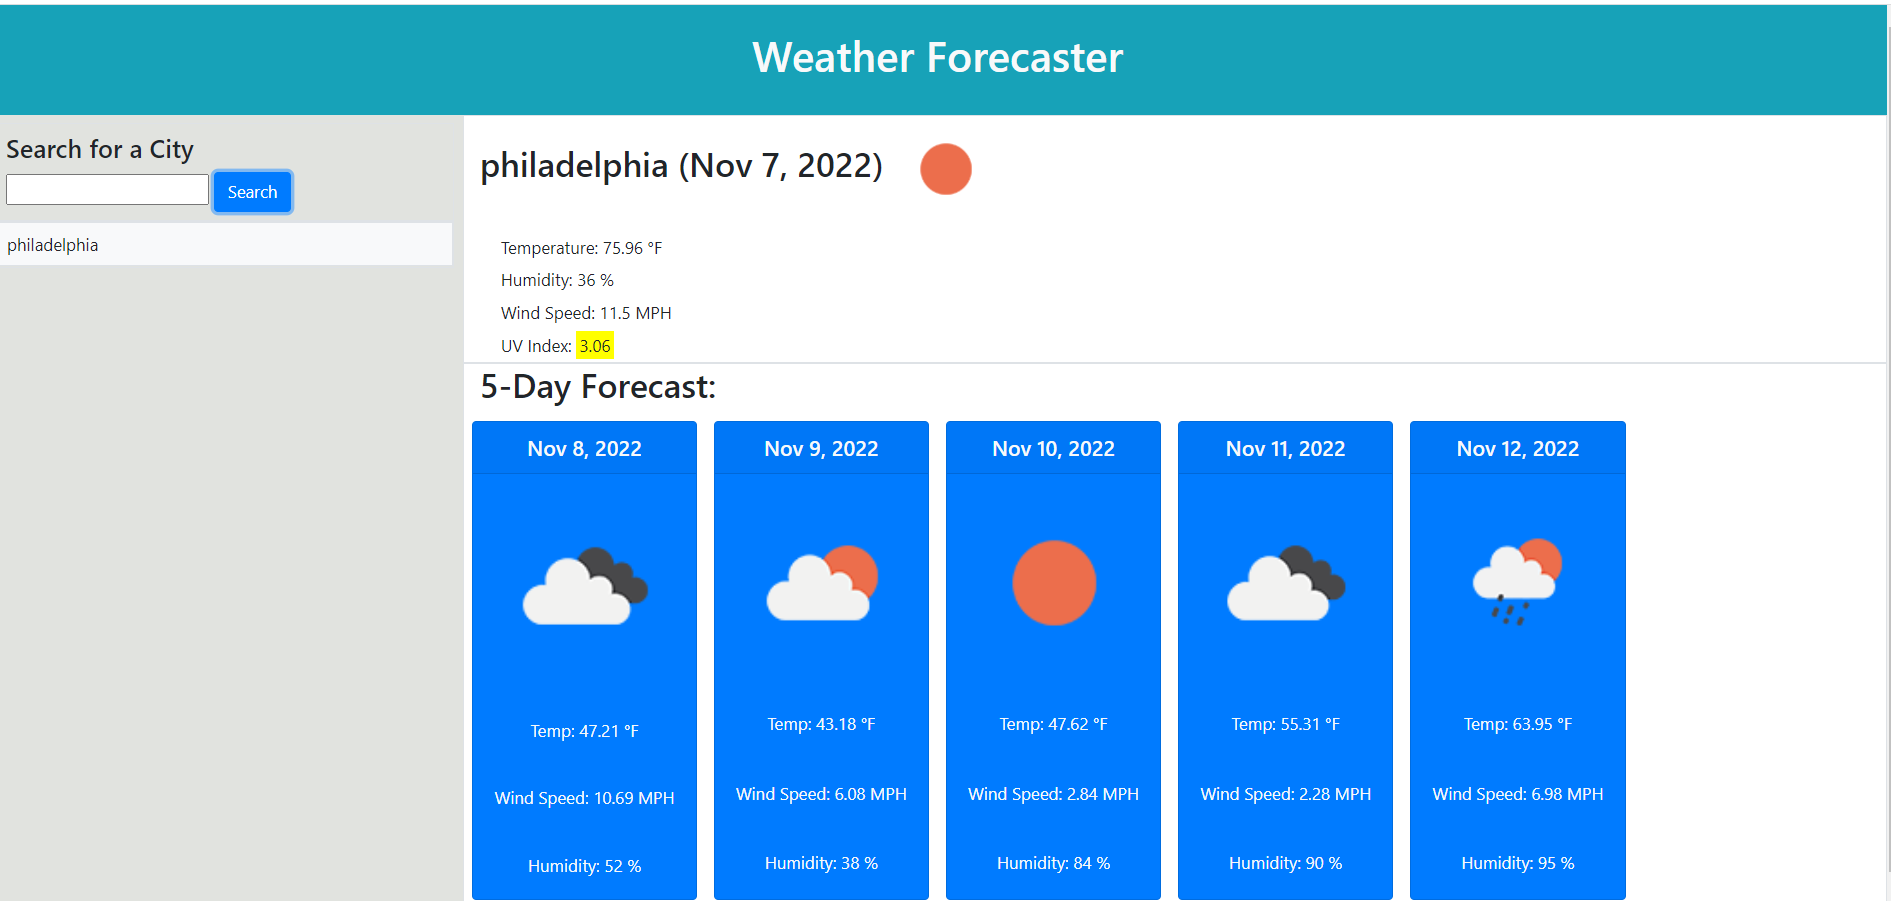 Weather Forecaster
Search for a City
Search
philadelphia
philadelphia (Nov 7, 2022)
Temperature: 75.96 °F
Humidity: 36 %
Wind Speed: 11.5 MPH
UV Index: 3.06
5-Day Forecast:
Nov 8, 2022
Temp: 47.21 °F
Wind Speed: 10.69 MPH
Humidity: 52 %
Nov 9, 2022
Temp: 43.18 °F
Wind Speed: 6.08 MPH
Humidity: 38 %
Nov 10, 2022
Temp: 47.62 °F
Wind Speed: 2.84 MPH
Humidity: 84 %
Nov 11, 2022
Temp: 55.31 °F
Wind Speed: 2.28 MPH
Humidity: 90 %
Nov 12, 2022
Temp: 63.95 °F
Wind Speed: 6.98 MPH
Humidity: 95 %